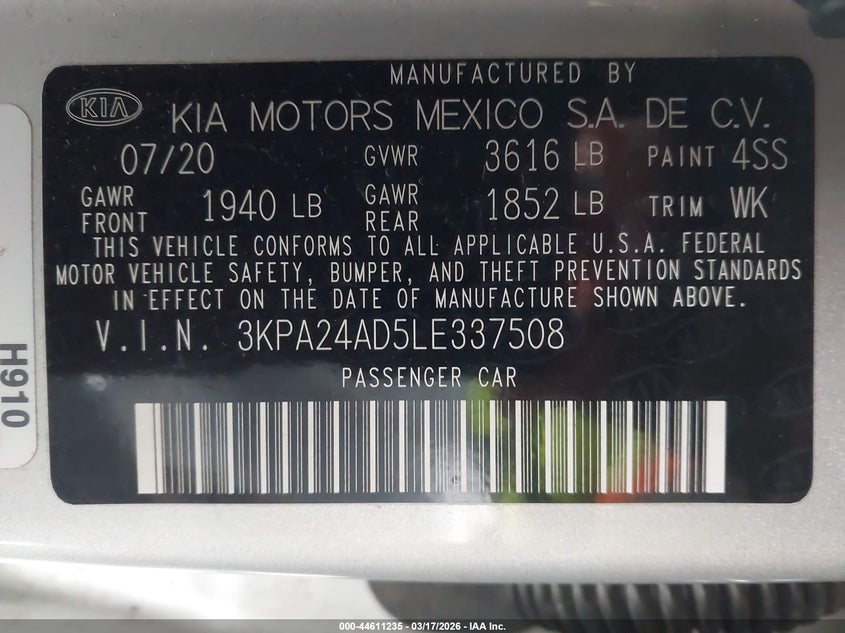 MANUFACTURED BY
KIA KIA MOTORS MEXICO S.A. DE C.V.
07/20 GVWR 3616 LB PAINT 4SS
GAWR FRONT 1940 LB GAWR REAR 1852 LB TRIM WK
THIS VEHICLE CONFORMS TO ALL APPLICABLE U.S.A. FEDERAL
MOTOR VEHICLE SAFETY, BUMPER, AND THEFT PREVENTION STANDARDS
IN EFFECT ON THE DATE OF MANUFACTURE SHOWN ABOVE.
V.I.N. 3KPA24AD5LE337508
PASSENGER CAR
H910
000-44611235 - 03/17/2026 - IAA Inc.